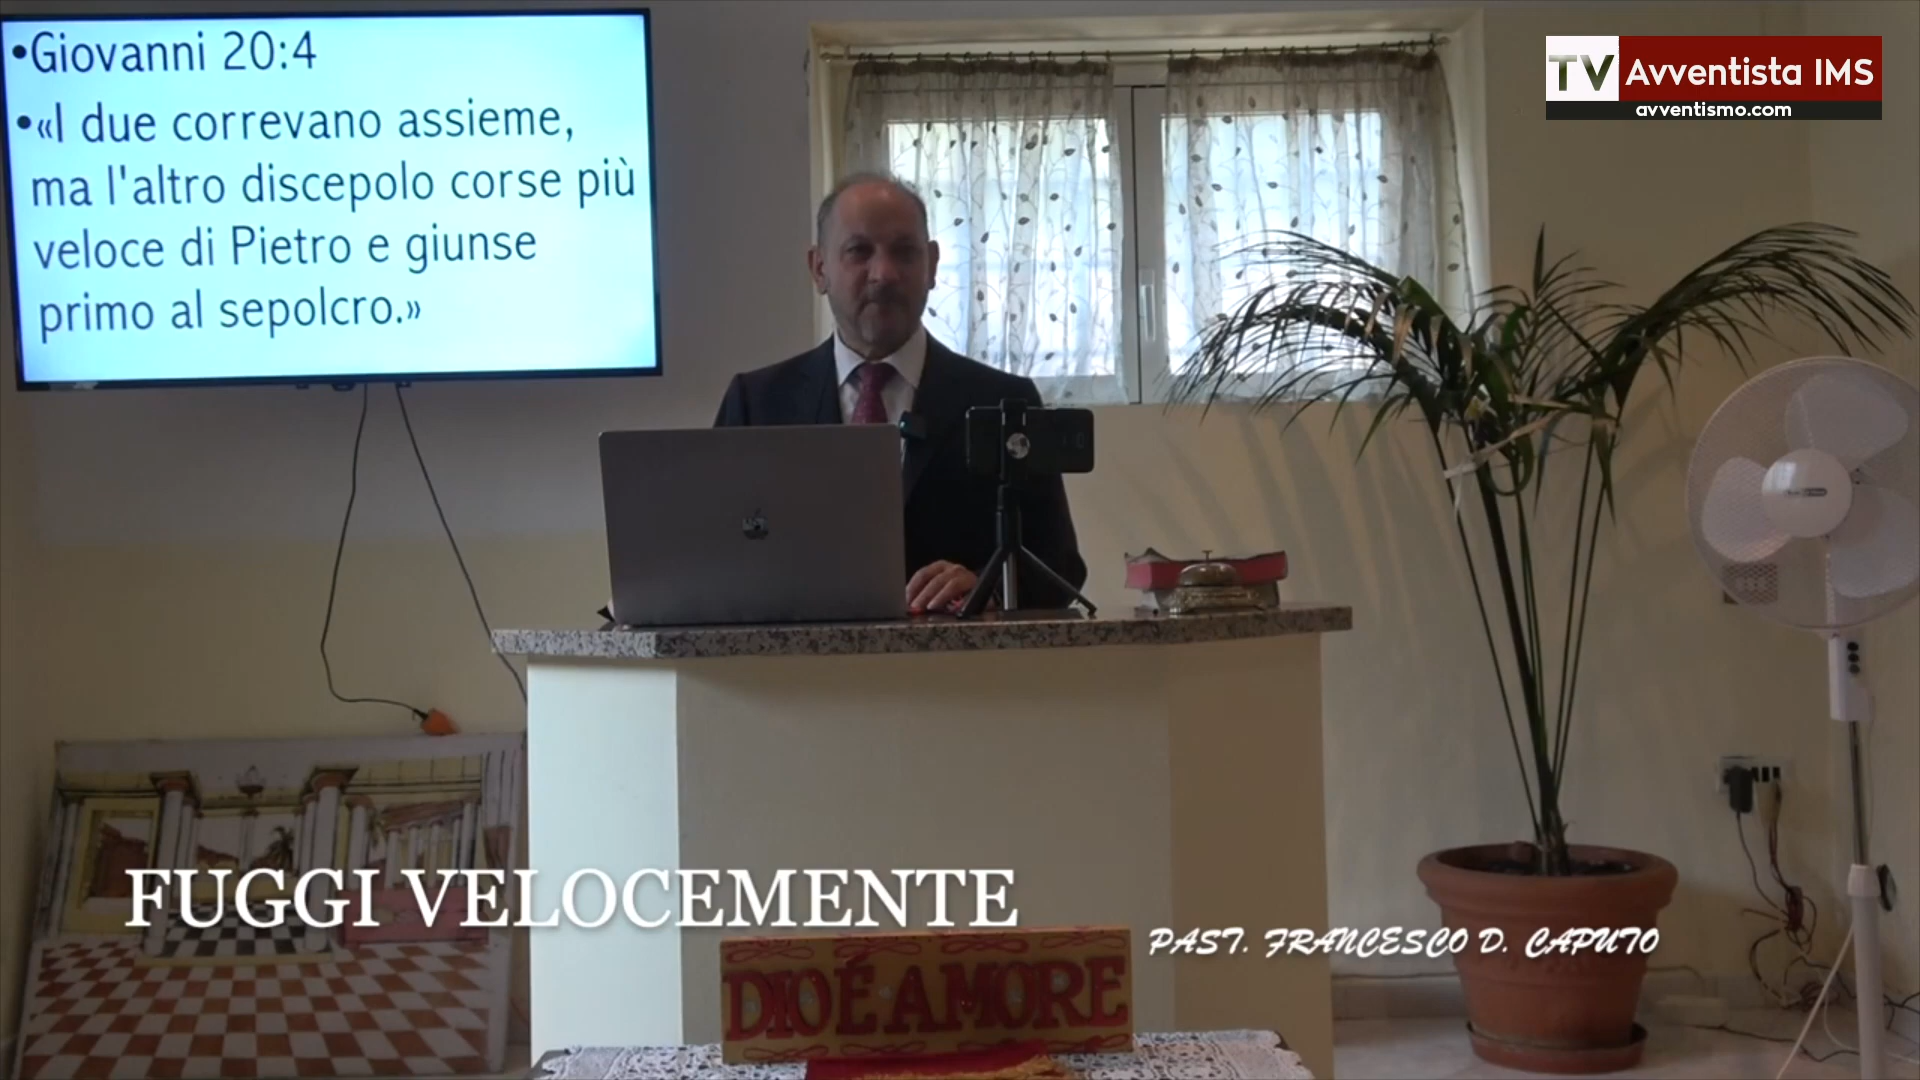 •Giovanni 20:4
•«I due correvano assieme,
ma l'altro discepolo corse più
veloce di Pietro e giunse
primo al sepolcro.»
TV Avventista IMS
avventismo.com
FUGGI VELOCEMENTE
PAST. FRANCESCO D. CAPUTO
DIO É AMORE